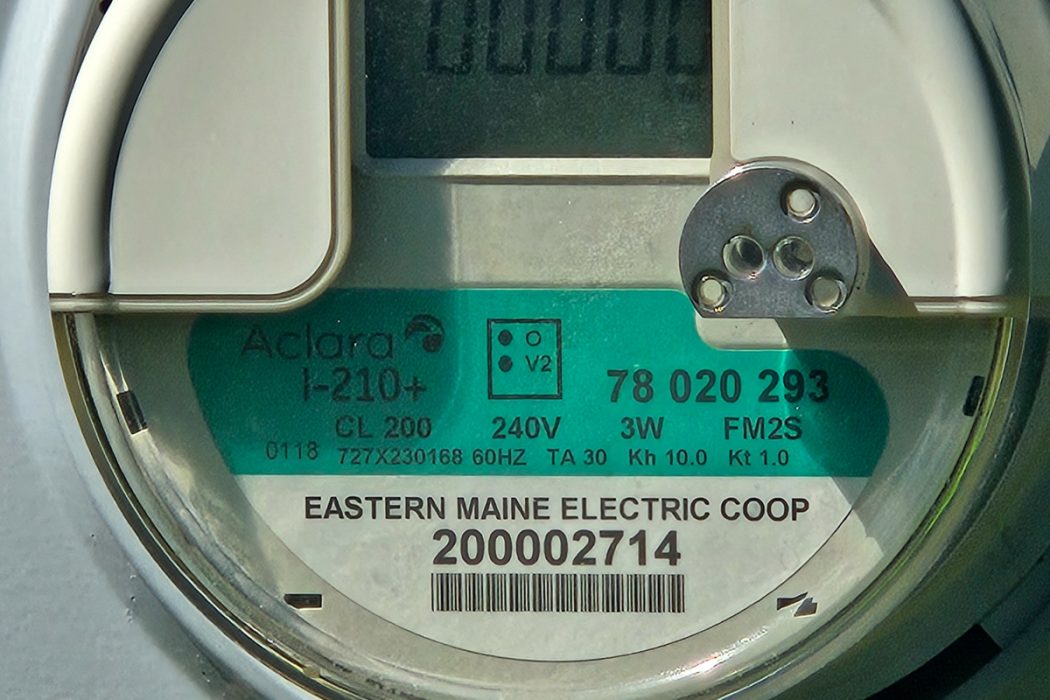 00000
Aclara
I-210+
O
V2
78 020 293
CL 200 240V 3W FM2S
0118 727X230168 60HZ TA 30 Kh 10.0 Kt 1.0
EASTERN MAINE ELECTRIC COOP
200002714